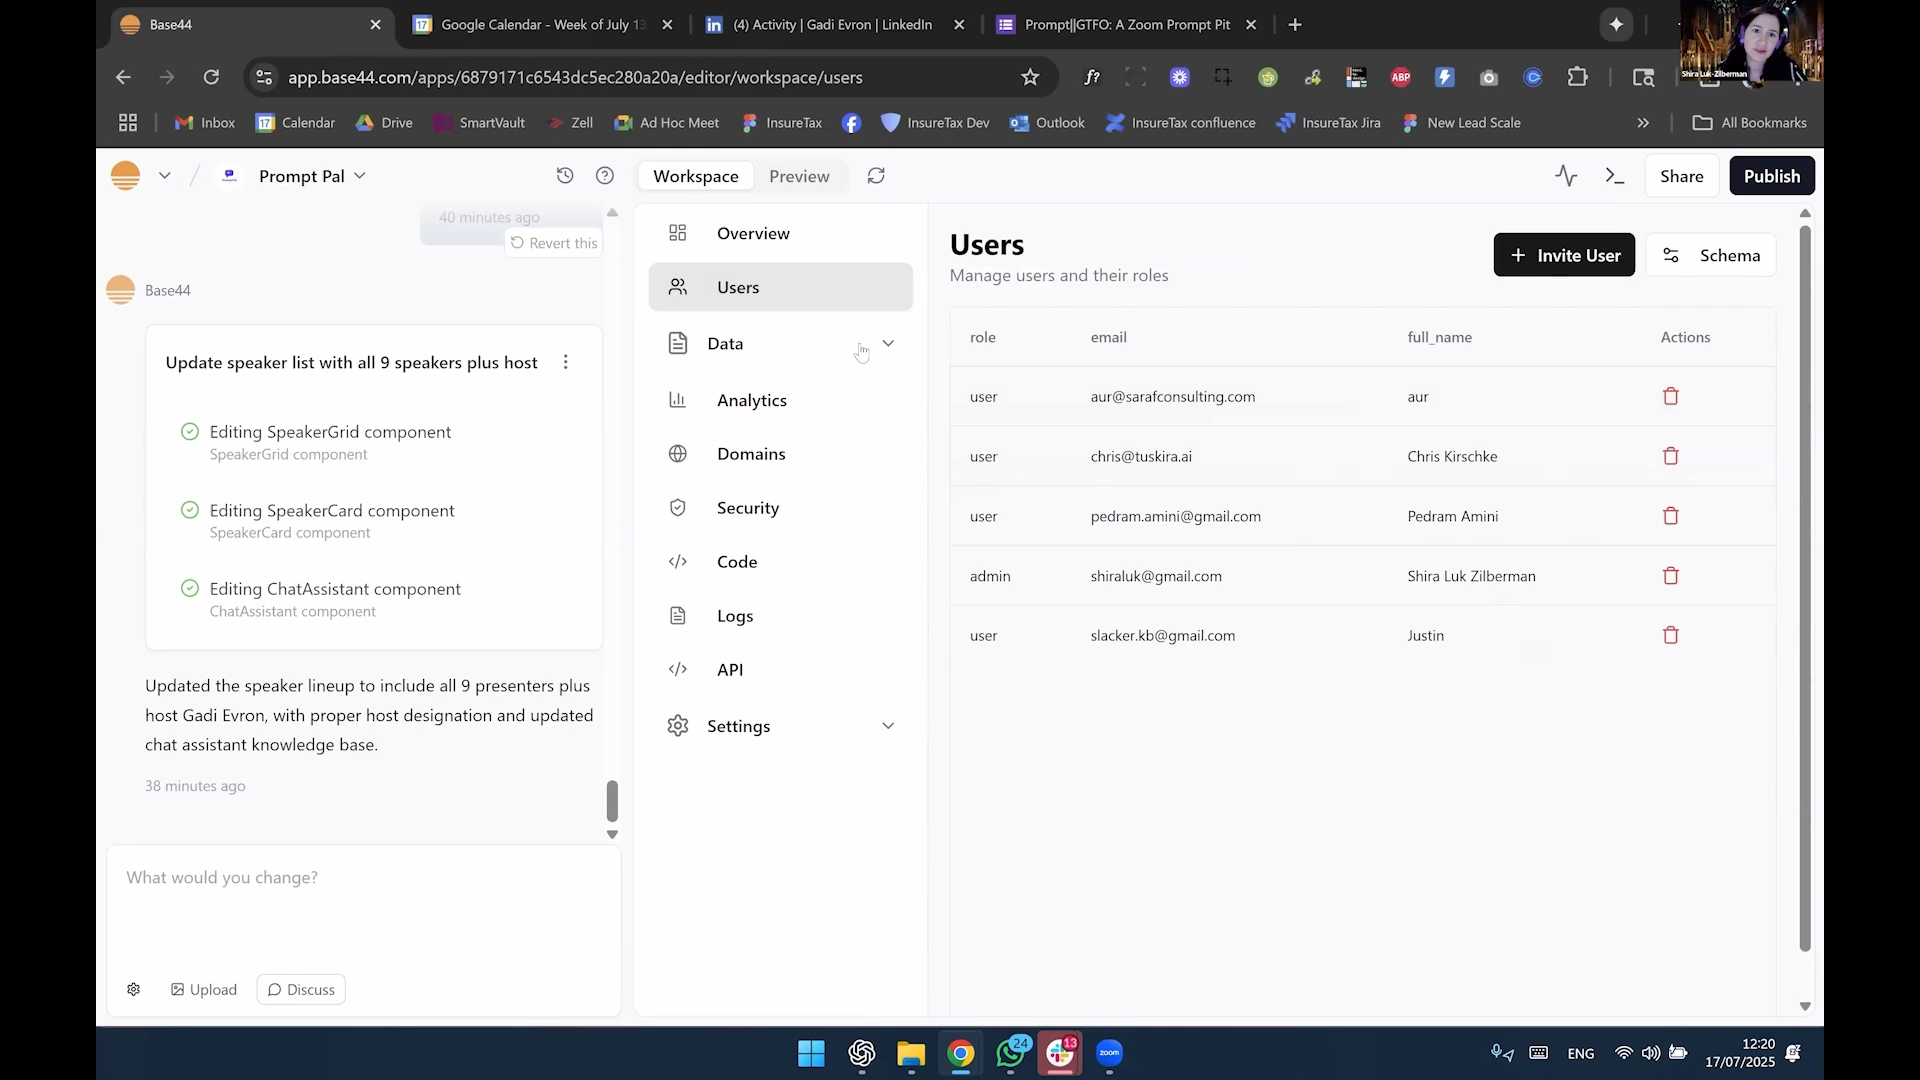 Base44
Google Calendar - Week of July 13
(4) Activity | Gadi Evron | LinkedIn
Prompt||GTFO: A Zoom Prompt Pit
Shira Luk-Zilberman
app.base44.com/apps/6879171c6543dc5ec280a20a/editor/workspace/users
f?
ABP
Inbox
17
Calendar
Drive
SmartVault
Zell
Ad Hoc Meet
InsureTax
InsureTax Dev
Outlook
InsureTax confluence
InsureTax Jira
New Lead Scale
All Bookmarks
Prompt Pal
Workspace
Preview
Share
Publish
40 minutes ago
Revert this
Base44
Update speaker list with all 9 speakers plus host
Editing SpeakerGrid component
SpeakerGrid component
Editing SpeakerCard component
SpeakerCard component
Editing ChatAssistant component
ChatAssistant component
Updated the speaker lineup to include all 9 presenters plus
host Gadi Evron, with proper host designation and updated
chat assistant knowledge base.
38 minutes ago
What would you change?
Upload
Discuss
Overview
Users
Data
Analytics
Domains
Security
Code
Logs
API
Settings
Users
Manage users and their roles
Invite User
Schema
role email full_name Actions
user aur@sarafconsulting.com aur
user chris@tuskira.ai Chris Kirschke
user pedram.amini@gmail.com Pedram Amini
admin shiraluk@gmail.com Shira Luk Zilberman
user slacker.kb@gmail.com Justin
24
13
zoom
ENG
12:20
17/07/2025